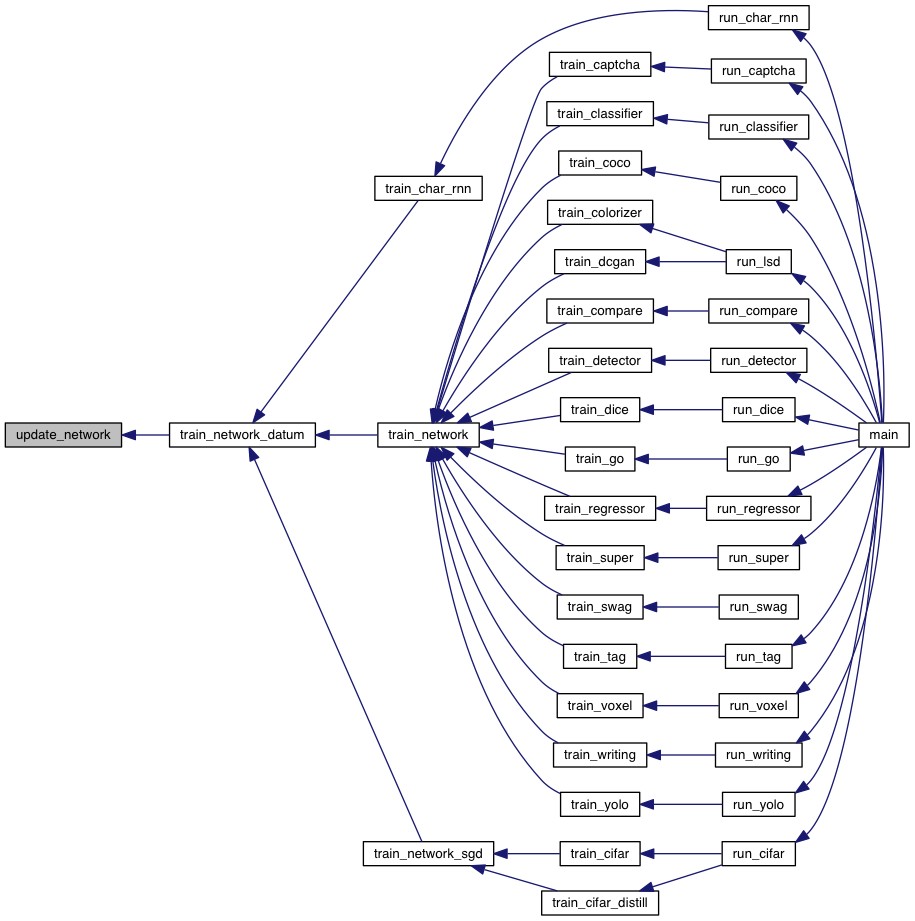 run_char_rnn
train_captcha
run_captcha
train_classifier
run_classifier
train_coco
train_char_rnn
run_coco
train_colorizer
train_dcgan
run_lsd
train_compare
run_compare
train_detector
run_detector
train_dice
run_dice
update_network
train_network_datum
train_network
main
train_go
run_go
train_regressor
run_regressor
train_super
run_super
train_swag
run_swag
train_tag
run_tag
train_voxel
run_voxel
train_writing
run_writing
train_yolo
run_yolo
train_network_sgd
train_cifar
run_cifar
train_cifar_distill